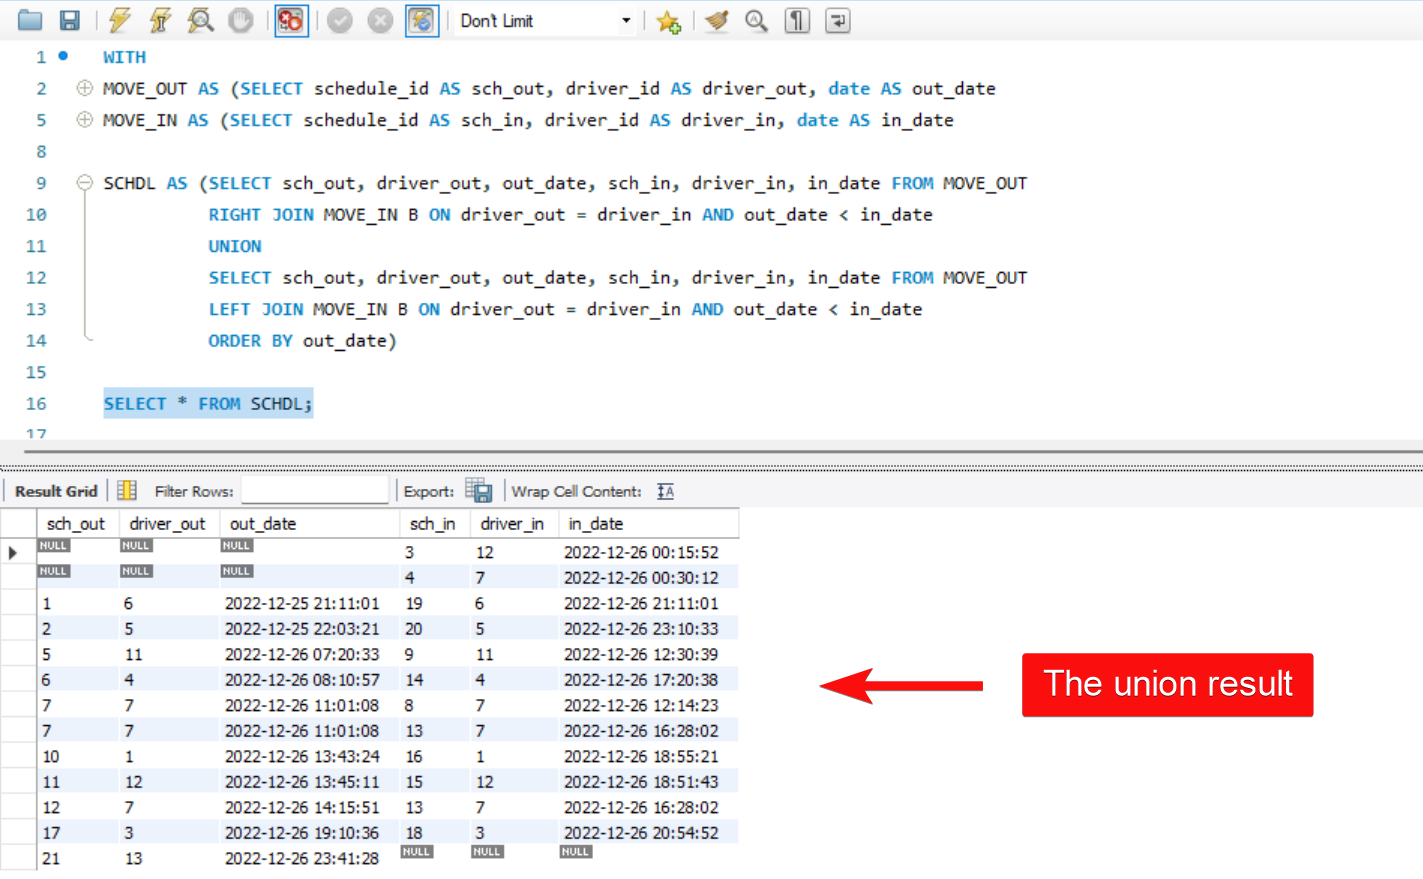 Don't Limit
1 WITH
2 MOVE_OUT AS (SELECT schedule_id AS sch_out, driver_id AS driver_out, date AS out_date
5 MOVE_IN AS (SELECT schedule_id AS sch_in, driver_id AS driver_in, date AS in_date
8
9 SCHDL AS (SELECT sch_out, driver_out, out_date, sch_in, driver_in, in_date FROM MOVE_OUT
10 RIGHT JOIN MOVE_IN B ON driver_out = driver_in AND out_date < in_date
11 UNION
12 SELECT sch_out, driver_out, out_date, sch_in, driver_in, in_date FROM MOVE_OUT
13 LEFT JOIN MOVE_IN B ON driver_out = driver_in AND out_date < in_date
14 ORDER BY out_date)
15
16 SELECT * FROM SCHDL;
17
Result Grid Filter Rows: Export: Wrap Cell Content: IA
sch_out driver_out out_date sch_in driver_in in_date
NULL NULL NULL 3 12 2022-12-26 00:15:52
NULL NULL NULL 4 7 2022-12-26 00:30:12
1 6 2022-12-25 21:11:01 19 6 2022-12-26 21:11:01
2 5 2022-12-25 22:03:21 20 5 2022-12-26 23:10:33
5 11 2022-12-26 07:20:33 9 11 2022-12-26 12:30:39
6 4 2022-12-26 08:10:57 14 4 2022-12-26 17:20:38
7 7 2022-12-26 11:01:08 8 7 2022-12-26 12:14:23
7 7 2022-12-26 11:01:08 13 7 2022-12-26 16:28:02
10 1 2022-12-26 13:43:24 16 1 2022-12-26 18:55:21
11 12 2022-12-26 13:45:11 15 12 2022-12-26 18:51:43
12 7 2022-12-26 14:15:51 13 7 2022-12-26 16:28:02
17 3 2022-12-26 19:10:36 18 3 2022-12-26 20:54:52
21 13 2022-12-26 23:41:28 NULL NULL NULL
The union result